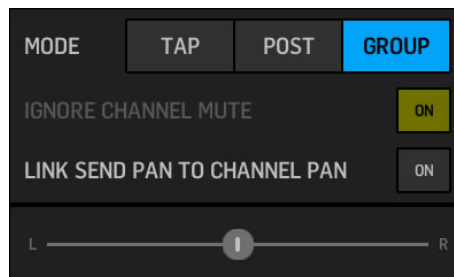 MODE TAP POST GROUP
IGNORE CHANNEL MUTE ON
LINK SEND PAN TO CHANNEL PAN ON
L R